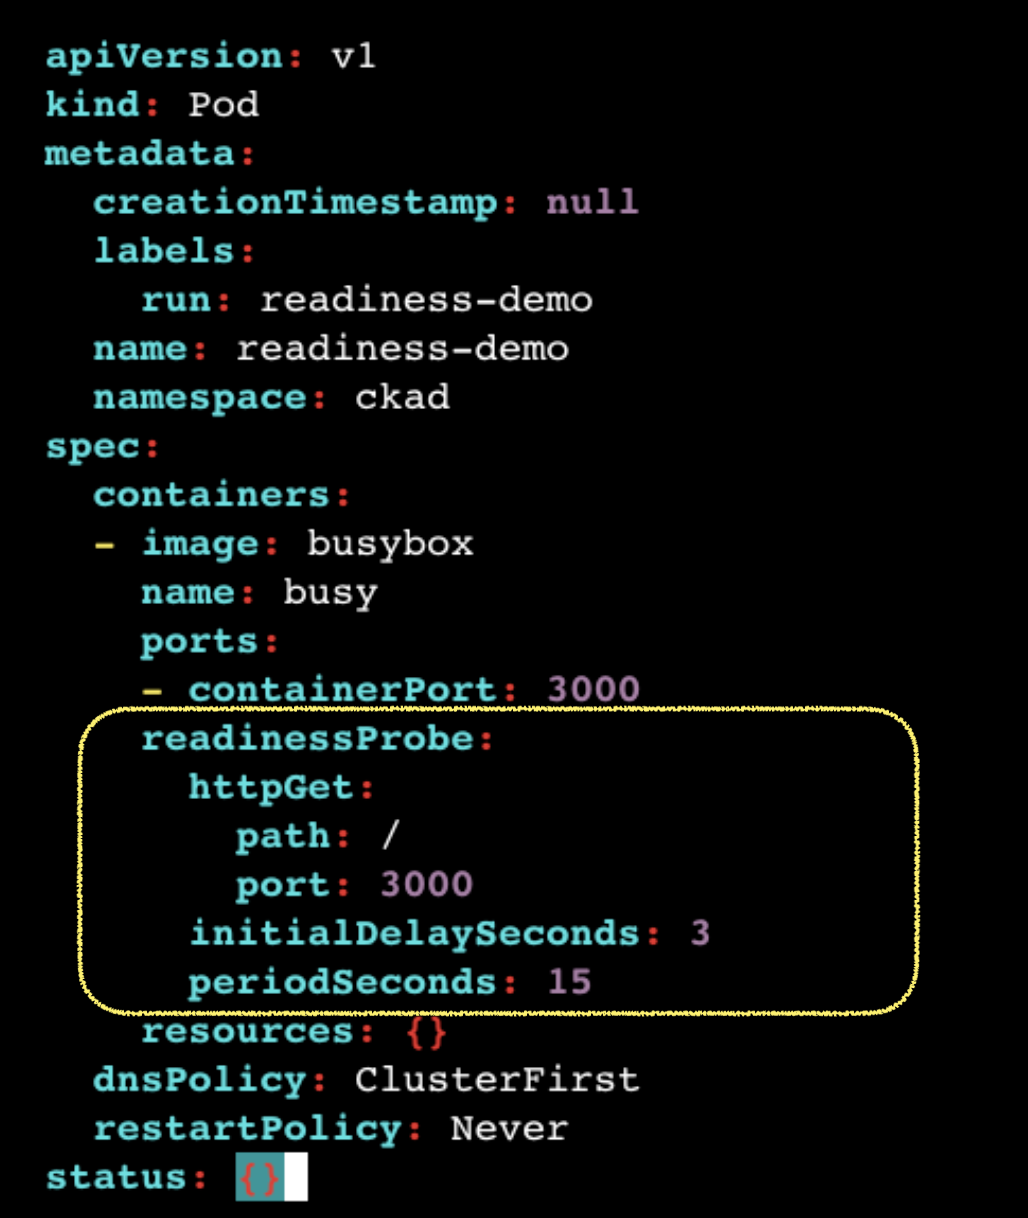 apiVersion: v1
kind: Pod
metadata:
  creationTimestamp: null
  labels:
    run: readiness-demo
  name: readiness-demo
  namespace: ckad
spec:
  containers:
  - image: busybox
    name: busy
    ports:
    - containerPort: 3000
    readinessProbe:
      httpGet:
        path: /
        port: 3000
      initialDelaySeconds: 3
      periodSeconds: 15
    resources: {}
  dnsPolicy: ClusterFirst
  restartPolicy: Never
status: {}